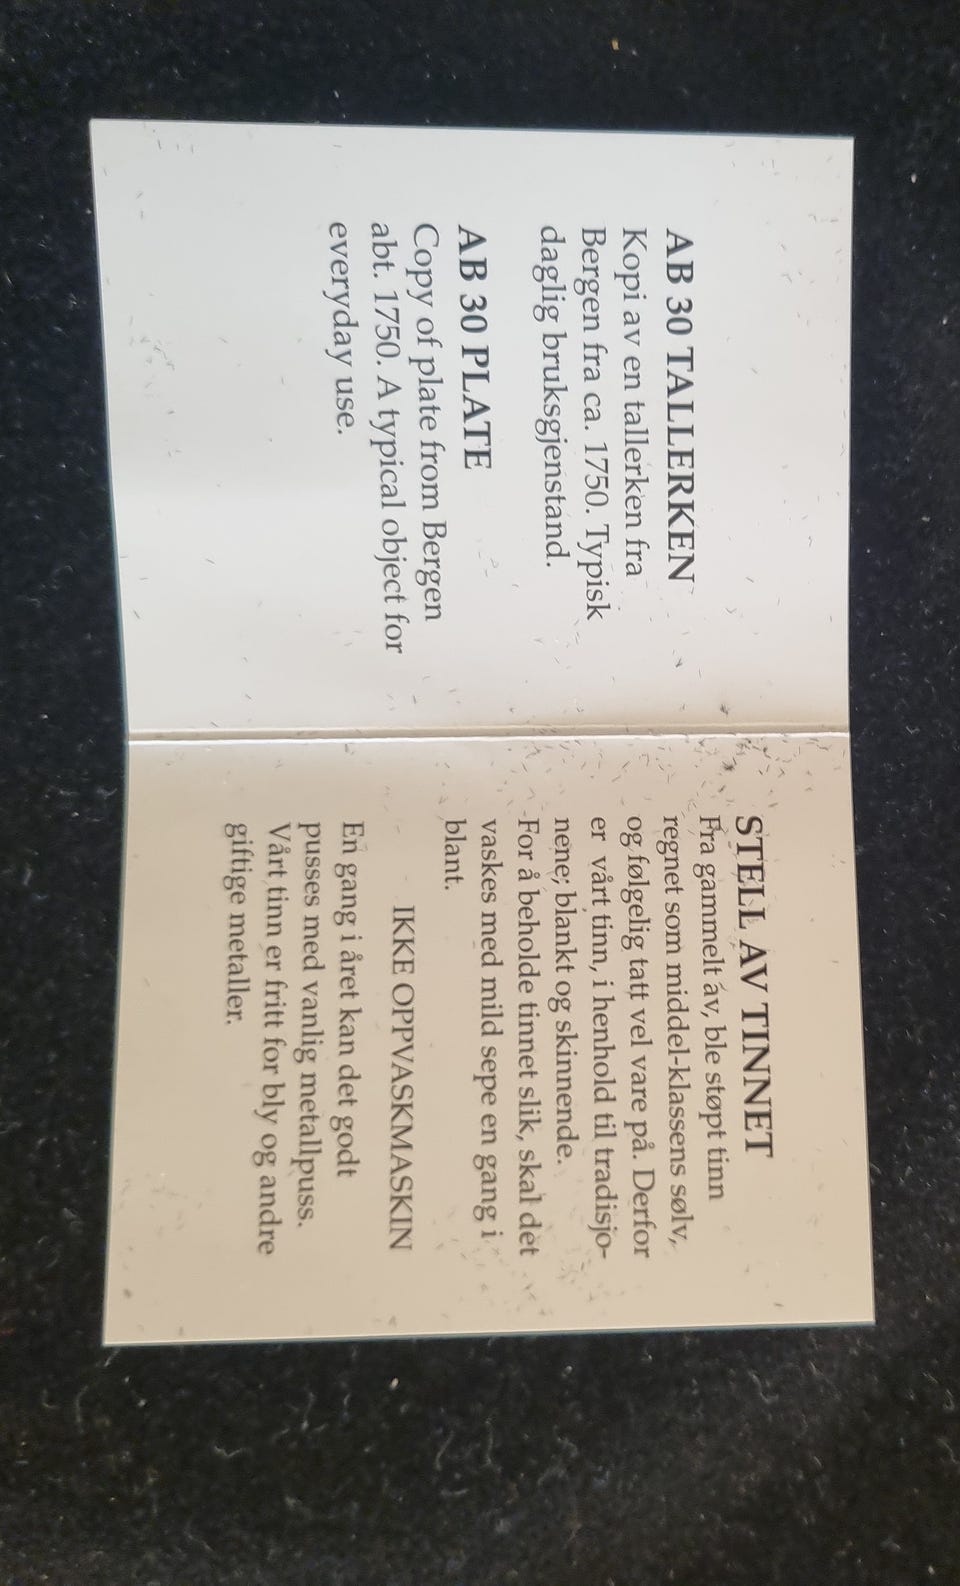 AB 30 TALLERKEN
Kopi av en tallerken fra
Bergen fra ca. 1750. Typisk
daglig bruksgjenstand.
AB 30 PLATE
Copy of plate from Bergen
abt. 1750. A typical object for
everyday use.
STELL AV TINNET
Fra gammelt av, ble støpt tinn
regnet som middel-klassens sølv,
og følgelig tatt vel vare på. Derfor
er vårt tinn, i henhold til tradisjo-
nene; blankt og skinnende.
For å beholde tinnet slik, skal det
vaskes med mild sepe en gang i
blant.
IKKE OPPVASKMASKIN
En gang i året kan det godt
pusses med vanlig metallpuss.
Vårt tinn er fritt for bly og andre
giftige metaller.